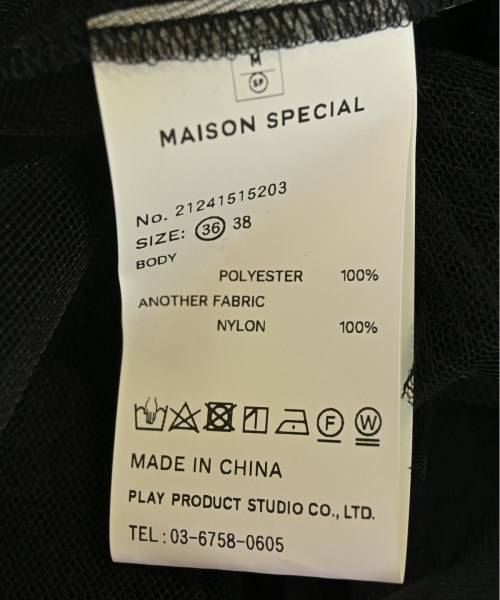 M
SP
MAISON SPECIAL
No. 21241515203
SIZE: 36 38
BODY
POLYESTER 100%
ANOTHER FABRIC
NYLON 100%
F W
MADE IN CHINA
PLAY PRODUCT STUDIO CO., LTD.
TEL : 03-6758-0605